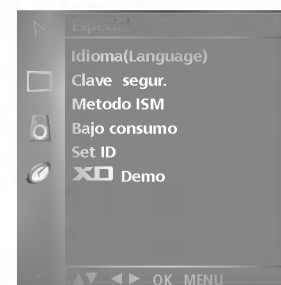 Especial
Idioma(Language)
Clave segur.
Metodo ISM
Bajo consumo
Set ID
XD Demo
OK MENU